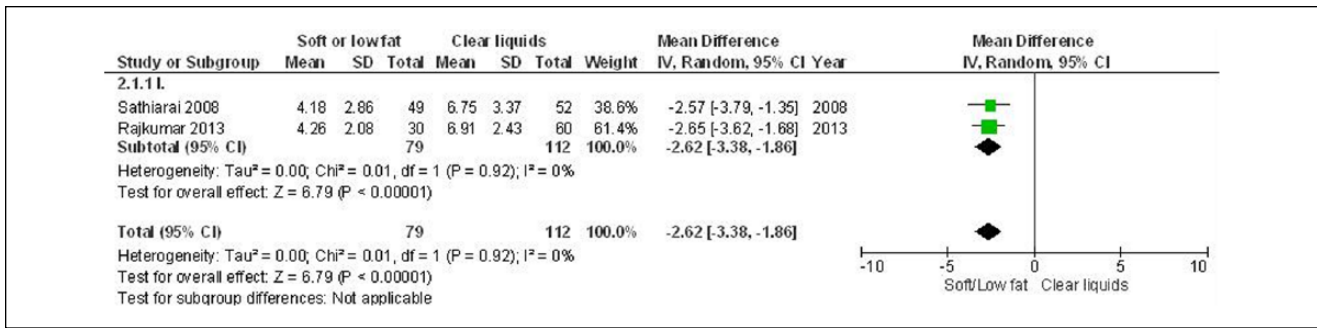 Soft or low fat Clear liquids Mean Difference Mean Difference
Study or Subgroup Mean SD Total Mean SD Total Weight IV, Random, 95% CI Year IV, Random, 95% CI
2.1.1 I.
Sathiarai 2008 4.18 2.86 49 6.75 3.37 52 38.6% -2.57 [-3.79, -1.35] 2008
Rajkumar 2013 4.26 2.08 30 6.91 2.43 60 61.4% -2.65 [-3.62, -1.68] 2013
Subtotal (95% CI) 79 112 100.0% -2.62 [-3.38, -1.86]
Heterogeneity: Tau² = 0.00; Chi² = 0.01, df = 1 (P = 0.92); I² = 0%
Test for overall effect: Z = 6.79 (P < 0.00001)
Total (95% CI) 79 112 100.0% -2.62 [-3.38, -1.86]
Heterogeneity: Tau² = 0.00; Chi² = 0.01, df = 1 (P = 0.92); I² = 0%
Test for overall effect: Z = 6.79 (P < 0.00001)
Test for subgroup differences: Not applicable
-10 -5 0 5 10
Soft/Low fat Clear liquids